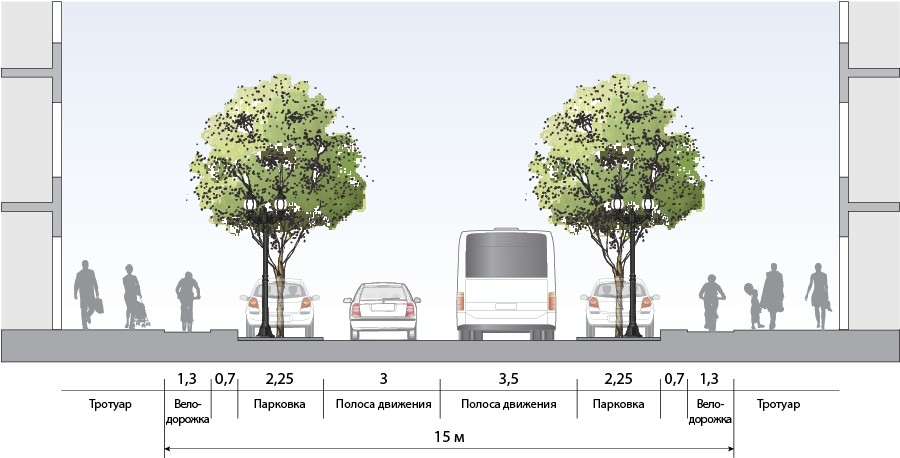 1,3 0,7 2,25 3 3,5 2,25 0,7 1,3
Тротуар Вело- Парковка Полоса движения Полоса движения Парковка Вело- Тротуар
дорожка дорожка
15 м